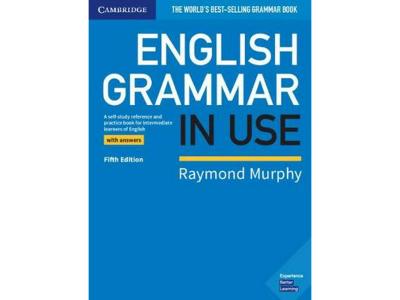 CAMBRIDGE
THE WORLD'S BEST-SELLING GRAMMAR BOOK
ENGLISH
GRAMMAR
IN USE
A self-study reference and
practice book for intermediate
learners of English
with answers
Fifth Edition
Raymond Murphy
Experience
Better
Learning